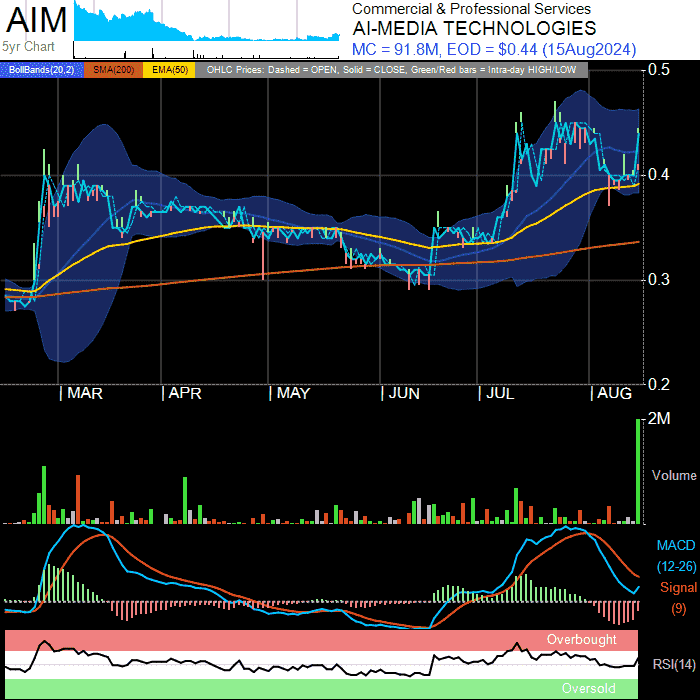 AIM
5yr Chart
Commercial & Professional Services
AI-MEDIA TECHNOLOGIES
MC = 91.8M, EOD = $0.44 (15Aug2024)
BollBands(20,2) SMA(200) EMA(50) OHLC Prices: Dashed = OPEN, Solid = CLOSE, Green/Red bars = Intra-day HIGH/LOW
0.5
0.4
0.3
0.2
| MAR | APR | MAY | JUN | JUL | AUG
2M
Volume
MACD
(12-26)
Signal
(9)
Overbought
RSI(14)
Oversold